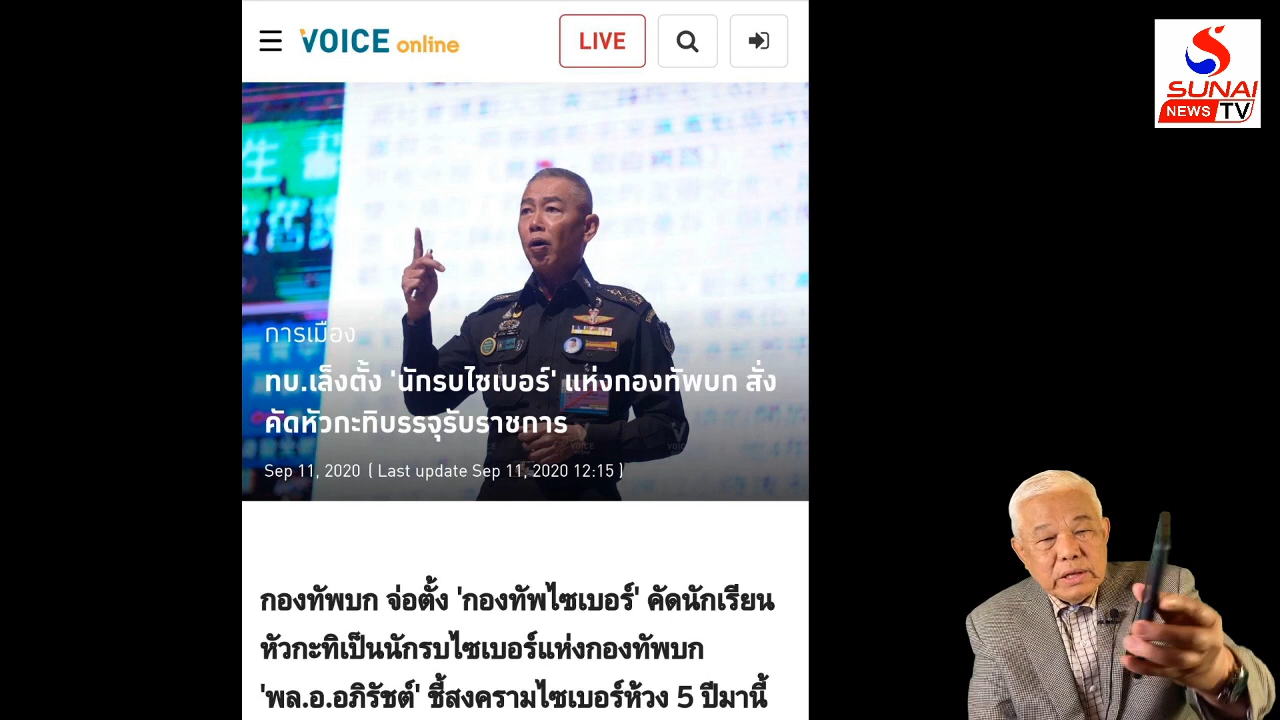 VOICE online
LIVE
SUNAI
NEWS TV
การเมือง
ทบ.เล็งตั้ง 'นักรบไซเบอร์' แห่งกองทัพบก สั่ง
คัดหัวกะทิบรรจุรับราชการ
VOICE
Sep 11, 2020 ( Last update Sep 11, 2020 12:15 )
กองทัพบก จ่อตั้ง 'กองทัพไซเบอร์' คัดนักเรียน
หัวกะทิเป็นนักรบไซเบอร์แห่งกองทัพบก
'พล.อ.อภิรัชต์' ชี้สงครามไซเบอร์ห้วง 5 ปีมานี้